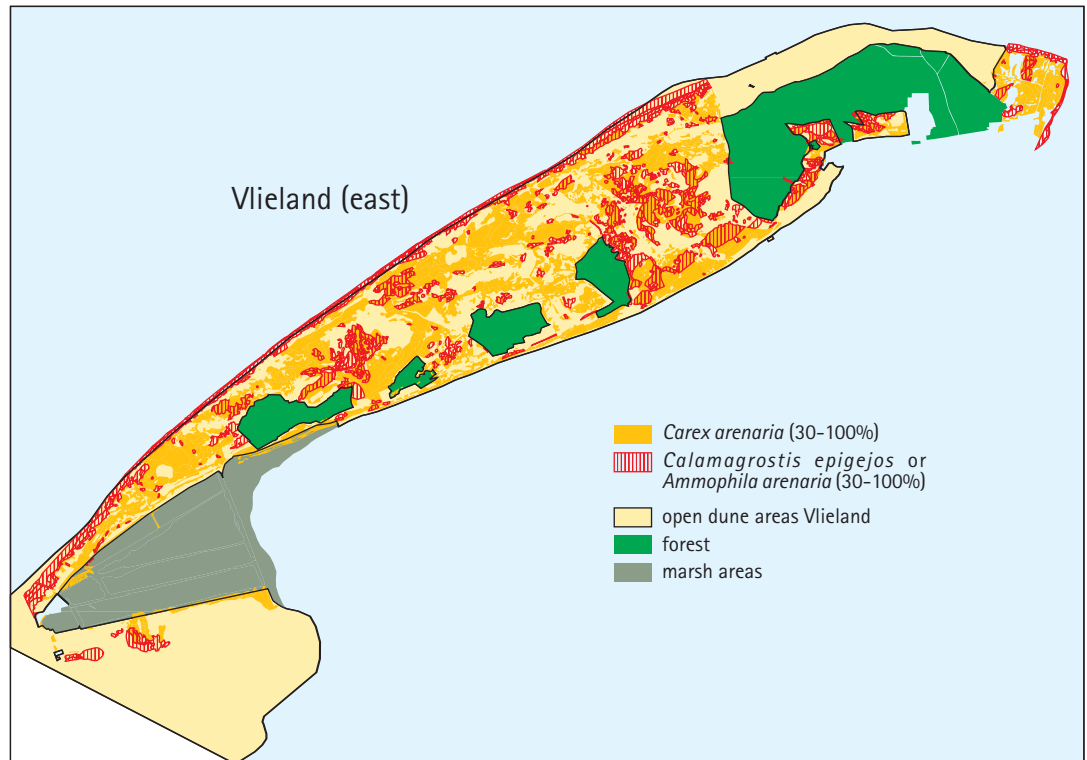 Vlieland (east)
Carex arenaria (30-100%)
Calamagrostis epigejos or
Ammophila arenaria (30-100%)
open dune areas Vlieland
forest
marsh areas